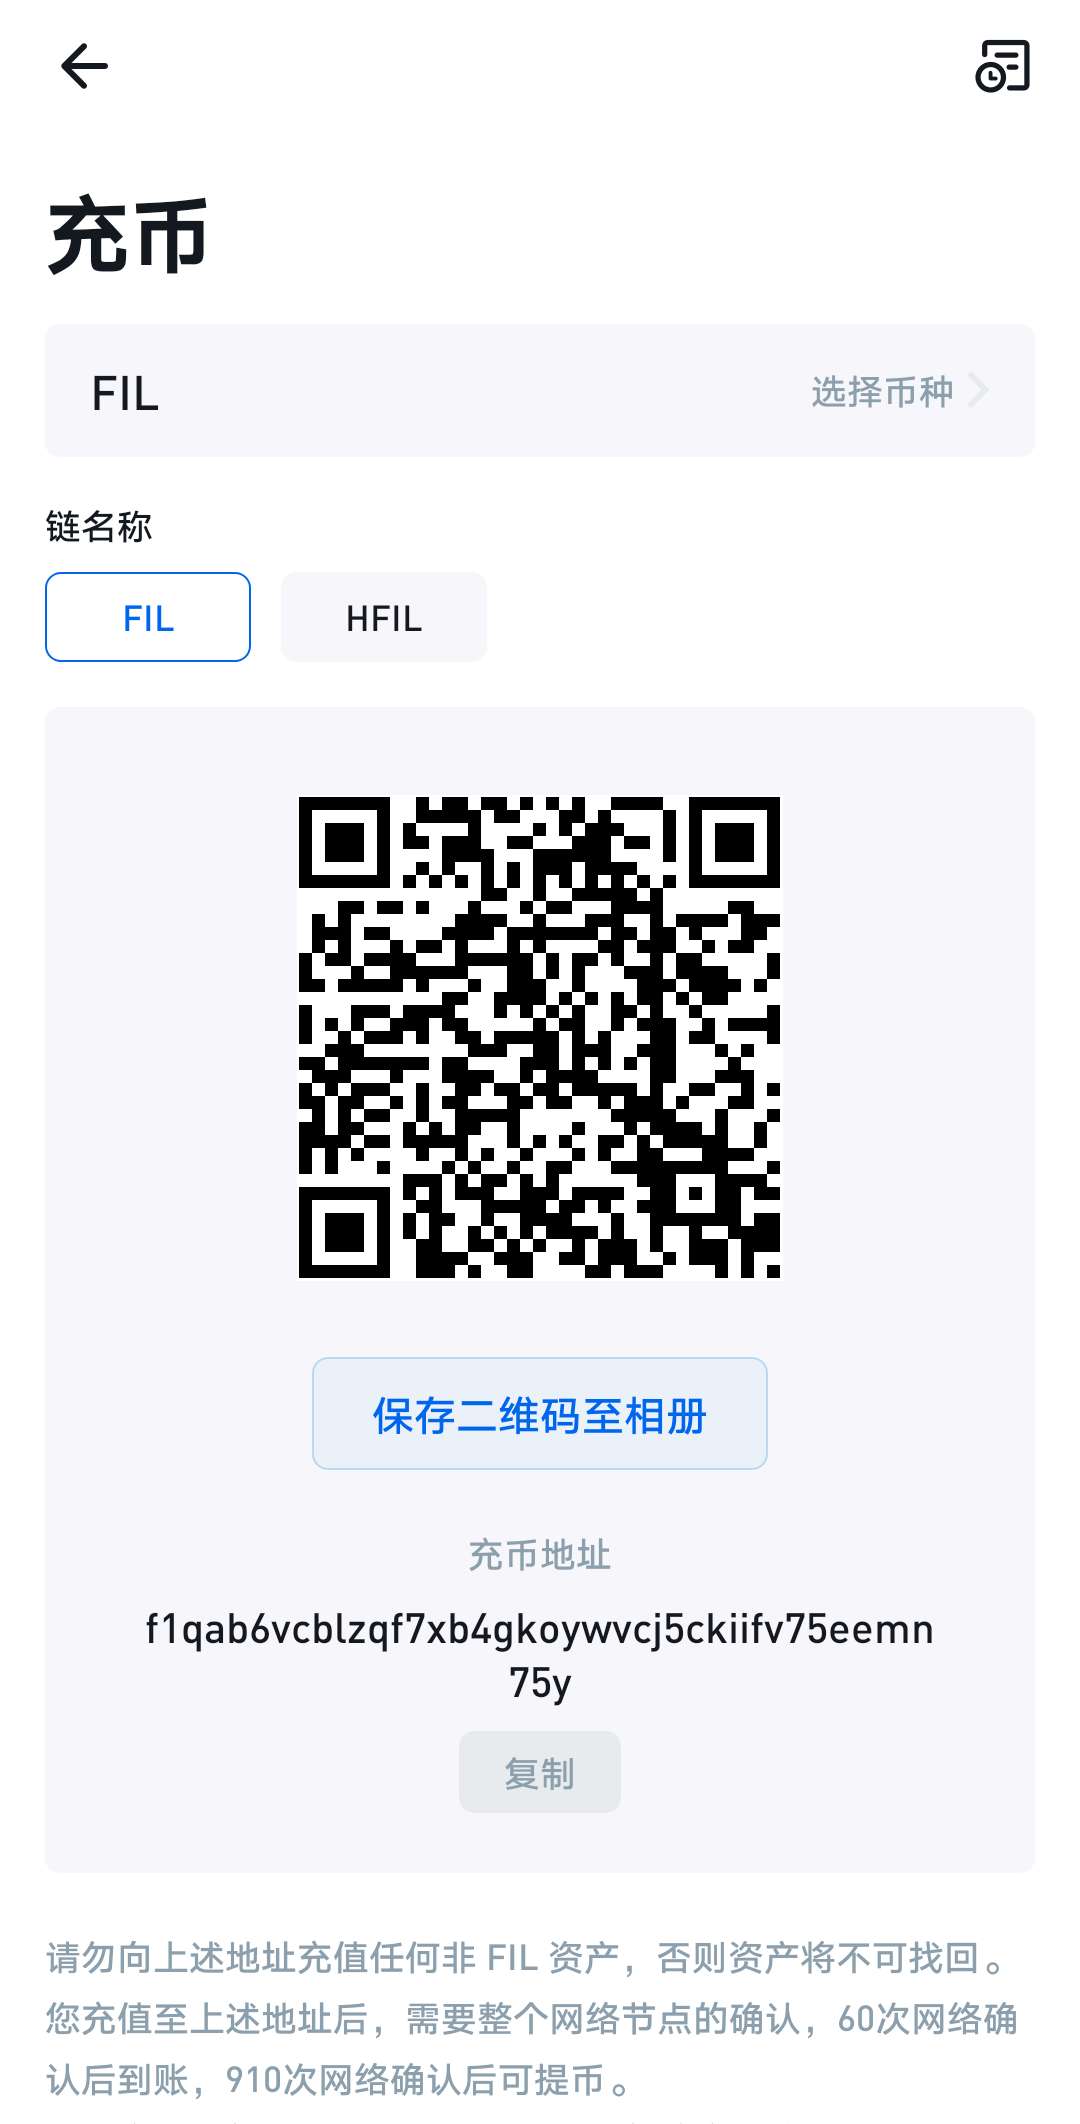 充币
FIL 选择币种
链名称
FIL HFIL
保存二维码至相册
充币地址
f1qab6vcblzqf7xb4gkoywvcj5ckiifv75eemn
75y
复制
请勿向上述地址充值任何非 FIL 资产，否则资产将不可找回。
您充值至上述地址后，需要整个网络节点的确认，60次网络确
认后到账，910次网络确认后可提币。